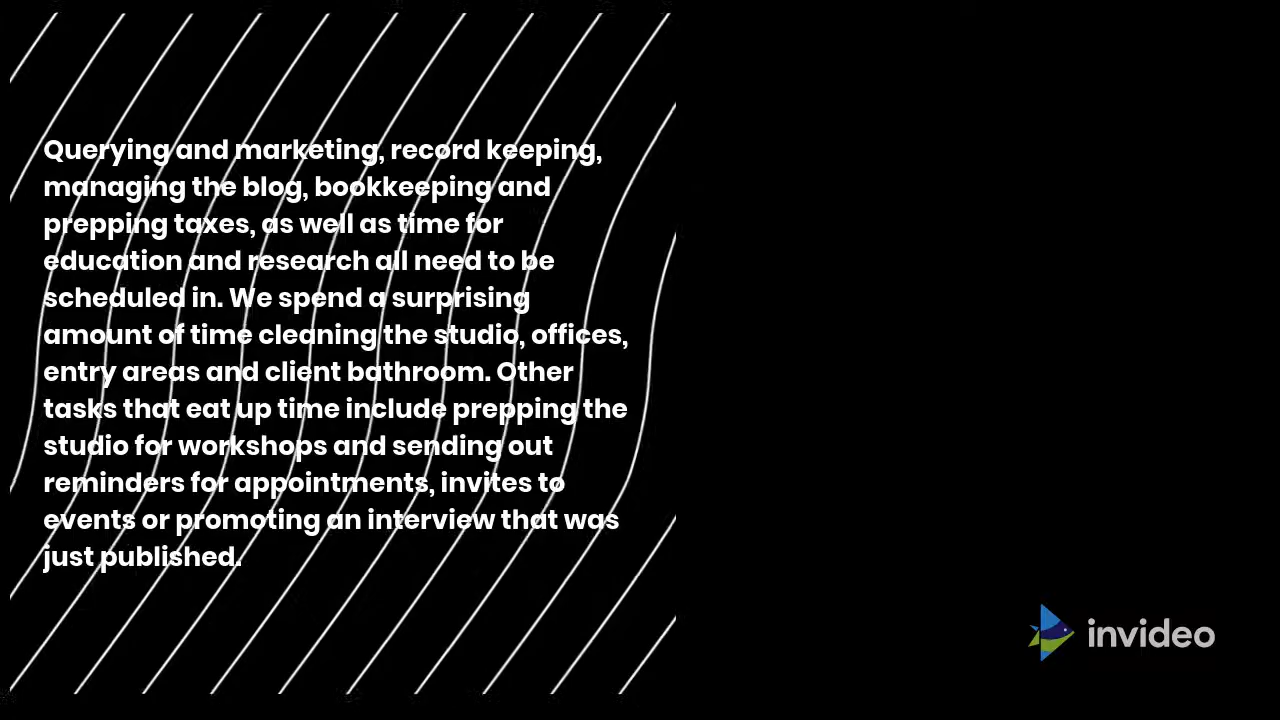 Querying and marketing, record keeping,
managing the blog, bookkeeping and
prepping taxes, as well as time for
education and research all need to be
scheduled in. We spend a surprising
amount of time cleaning the studio, offices,
entry areas and client bathroom. Other
tasks that eat up time include prepping the
studio for workshops and sending out
reminders for appointments, invites to
events or promoting an interview that was
just published.
invideo